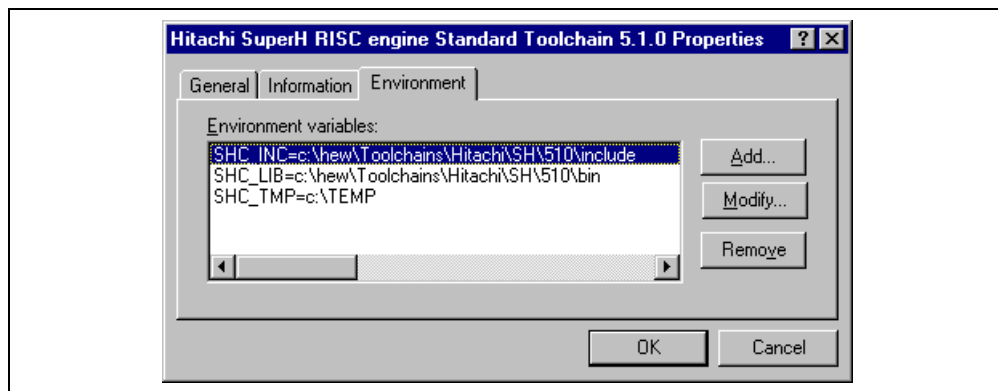 Hitachi SuperH RISC engine Standard Toolchain 5.1.0 Properties
General Information Environment
Environment variables:
SHC_INC=c:\hew\Toolchains\Hitachi\SH\510\include
SHC_LIB=c:\hew\Toolchains\Hitachi\SH\510\bin
SHC_TMP=c:\TEMP
Add...
Modify...
Remove
OK Cancel